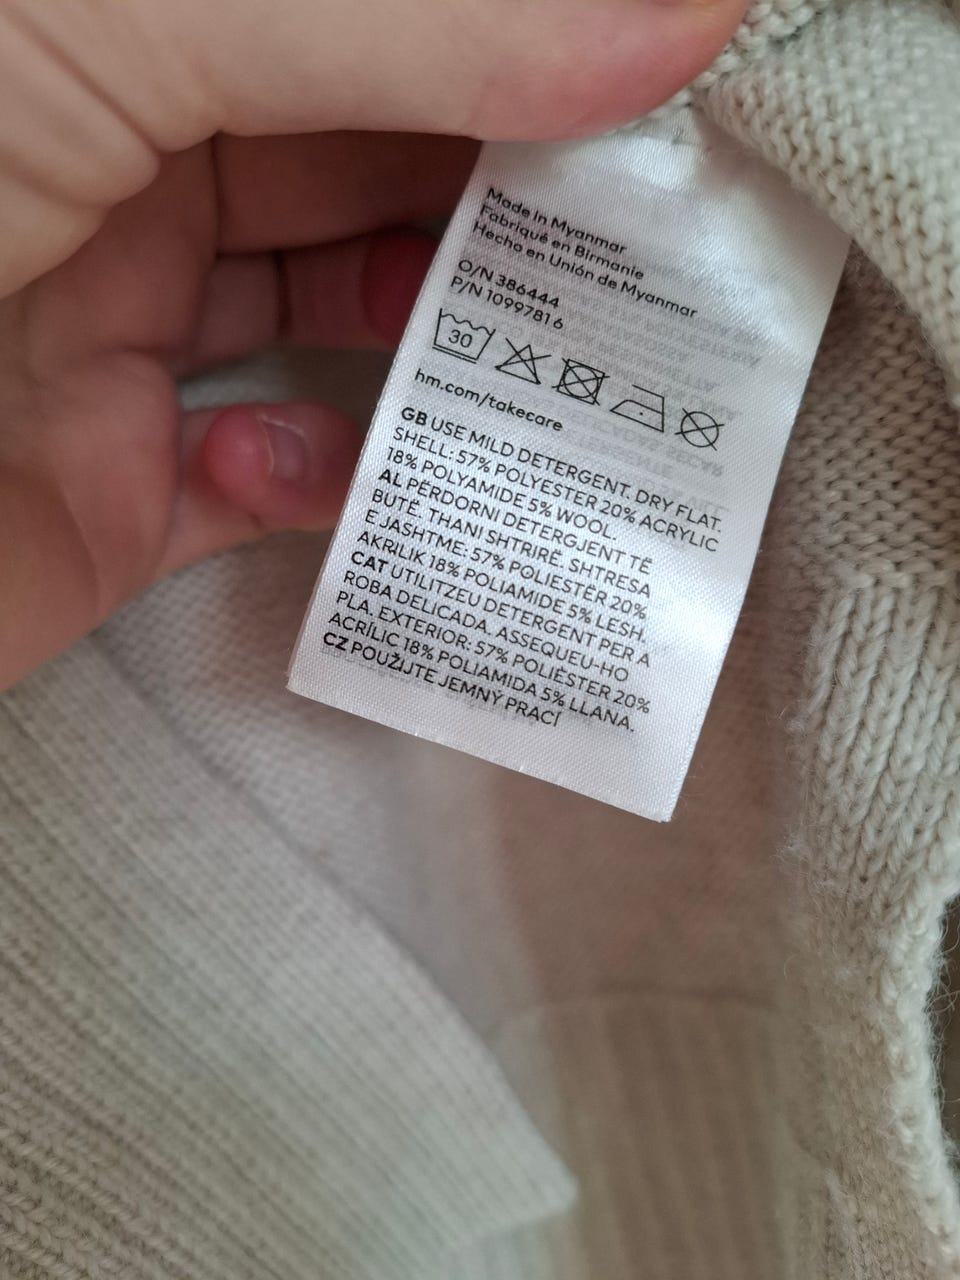 Made in Myanmar
Fabriqué en Birmanie
Hecho en Unión de Myanmar
O/N 386444
P/N 1099781 6
30
hm.com/takecare
GB USE MILD DETERGENT. DRY FLAT.
SHELL: 57% POLYESTER 20% ACRYLIC
18% POLYAMIDE 5% WOOL.
AL PËRDORNI DETERGJENT TË
BUTË. THANI SHTRIRË. SHTRESA
E JASHTME: 57% POLIESTËR 20%
AKRILIK 18% POLIAMIDE 5% LESH.
CAT UTILITZEU DETERGENT PER A
ROBA DELICADA. ASSEQUEU-HO
PLA. EXTERIOR: 57% POLIÈSTER 20%
ACRÍLIC 18% POLIAMIDA 5% LLANA.
CZ POUŽIJTE JEMNÝ PRACÍ